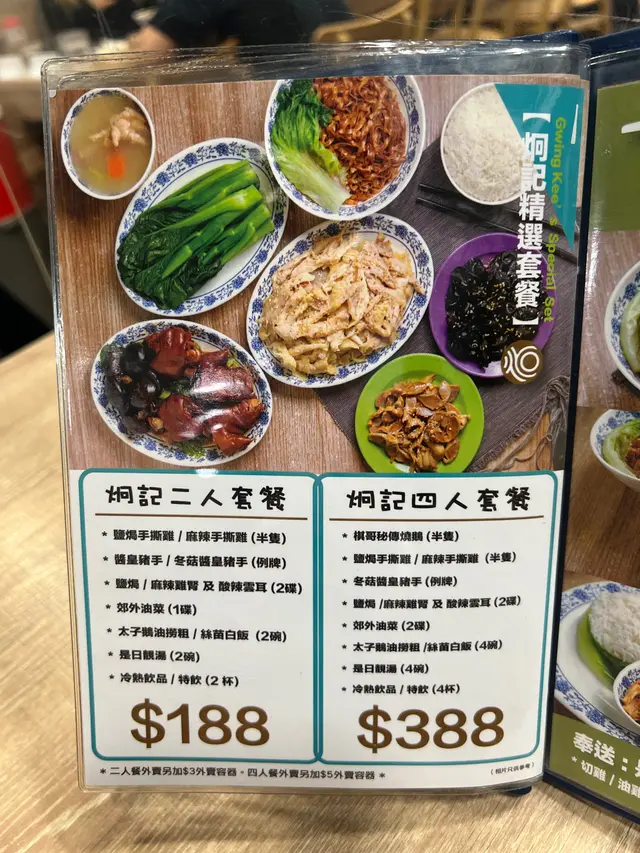 【炯記精選套餐】
Gwing Kee's Special Set
炯記二人套餐
* 鹽焗手撕雞 / 麻辣手撕雞 (半隻)
* 醬皇豬手 / 冬菇醬皇豬手 (例牌)
* 鹽焗 / 麻辣雞腎 及 酸辣雲耳 (2碟)
* 郊外油菜 (1碟)
* 太子鵝油撈粗 / 絲苗白飯 (2碗)
* 是日靚湯 (2碗)
* 冷熱飲品 / 特飲 (2 杯)
$188
炯記四人套餐
* 棋哥秘傳燒鵝 (半隻)
* 鹽焗手撕雞 / 麻辣手撕雞 (半隻)
* 冬菇醬皇豬手 (例牌)
* 鹽焗 /麻辣雞腎 及 酸辣雲耳 (2碟)
* 郊外油菜 (2碟)
* 太子鵝油撈粗 /絲苗白飯 (4碗)
* 是日靚湯 (4碗)
* 冷熱飲品 / 特飲 (4杯)
$388
* 二人餐外賣另加$3外賣容器。四人餐外賣另加$5外賣容器 *
(相片只供參考)
奉送:
* 切雞 / 油雞